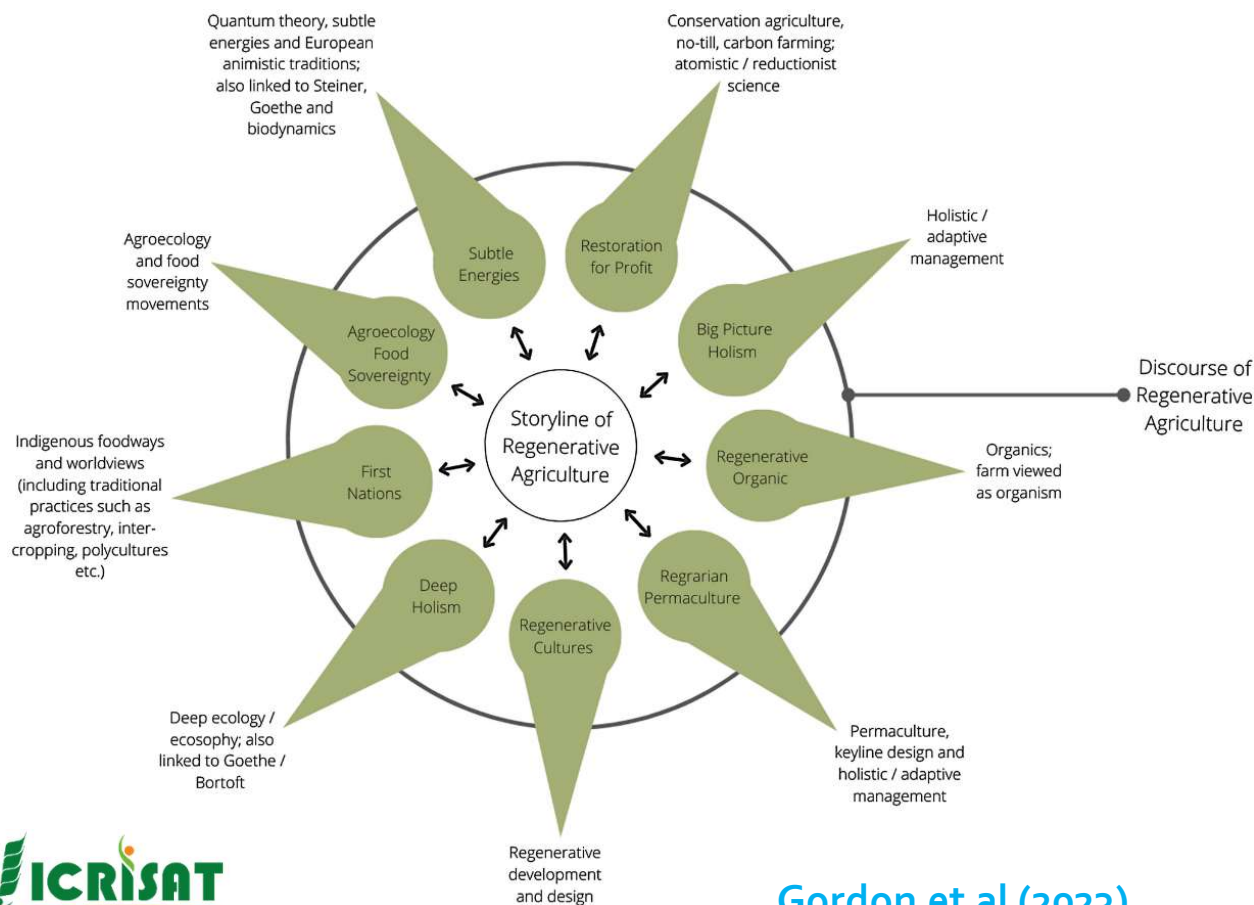 Quantum theory, subtle
energies and European
animistic traditions;
also linked to Steiner,
Goethe and
biodynamics
Conservation agriculture,
no-till, carbon farming;
atomistic / reductionist
science
Holistic /
adaptive
management
Agroecology
and food
sovereignty
movements
Subtle
Energies
Restoration
for Profit
Big Picture
Holism
Agroecology
Food
Sovereignty
Discourse of
Regenerative
Agriculture
Storyline of
Regenerative
Agriculture
Indigenous foodways
and worldviews
(including traditional
practices such as
agroforestry, inter-
cropping, polycultures
etc.)
First
Nations
Regenerative
Organic
Organics;
farm viewed
as organism
Deep
Holism
Regenerative
Cultures
Regrarian
Permaculture
Deep ecology /
ecosophy; also
linked to Goethe /
Bortoft
Permaculture,
keyline design and
holistic / adaptive
management
Regenerative
development
and design
ICRISAT
Gordon et al (2023)